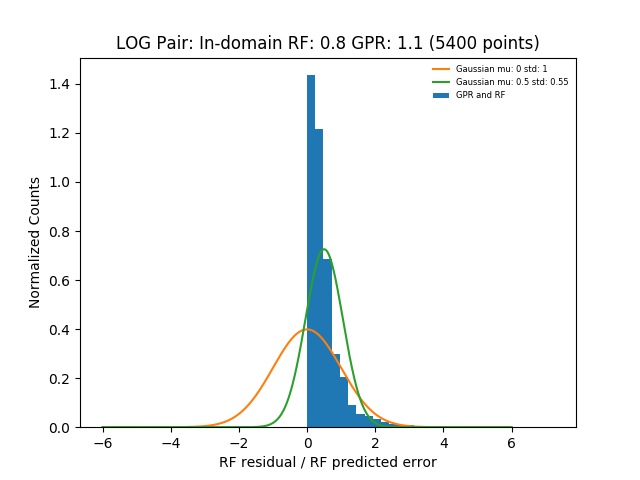 LOG Pair: In-domain RF: 0.8 GPR: 1.1 (5400 points)
Gaussian mu: 0 std: 1
Gaussian mu: 0.5 std: 0.55
GPR and RF
Normalized Counts
1.4
1.2
1.0
0.8
0.6
0.4
0.2
0.0
−6 −4 −2 0 2 4 6
RF residual / RF predicted error